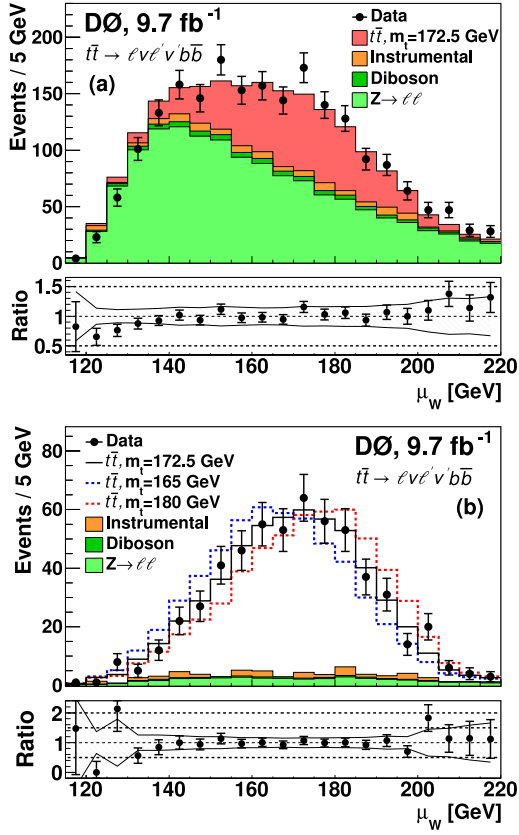 DØ, 9.7 fb⁻¹
tt̄ → ℓνℓ′ν′bb̄
(a)
Data
tt̄, mₜ=172.5 GeV
Instrumental
Diboson
Z→ℓℓ
Events / 5 GeV
200
150
100
50
0
Ratio
1.5
1.0
0.5
120 140 160 180 200 220
μ_W [GeV]
Data
tt̄, mₜ=172.5 GeV
tt̄, mₜ=165 GeV
tt̄, mₜ=180 GeV
Instrumental
Diboson
Z→ℓℓ
DØ, 9.7 fb⁻¹
tt̄ → ℓνℓ′ν′bb̄
(b)
Events / 5 GeV
80
60
40
20
0
Ratio
2
1
0
120 140 160 180 200 220
μ_W [GeV]